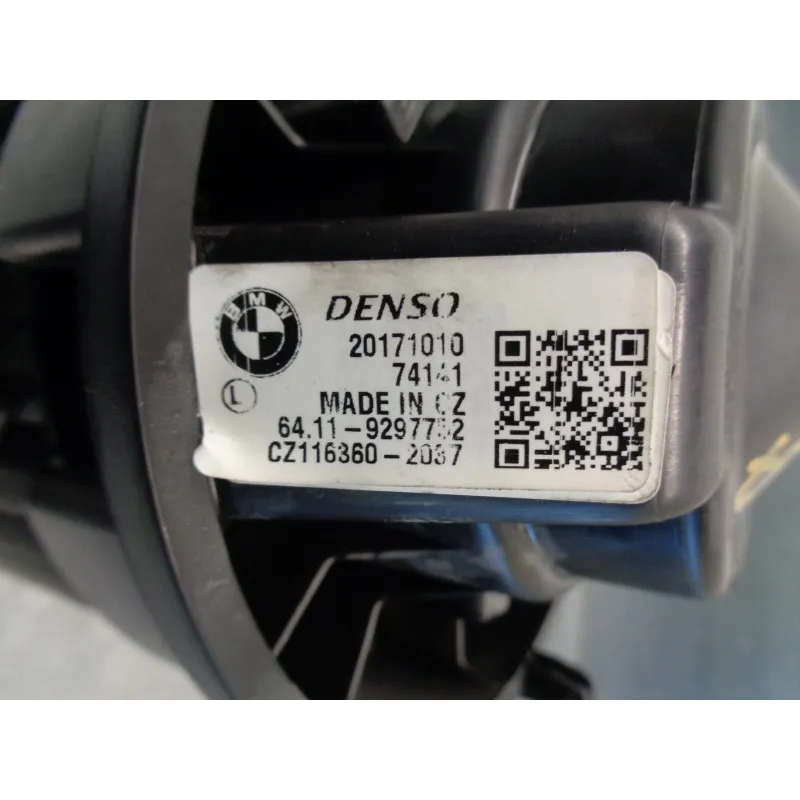 BMW
DENSO
20171010
74141
L
MADE IN CZ
64.11-9297752
CZ116360-2037